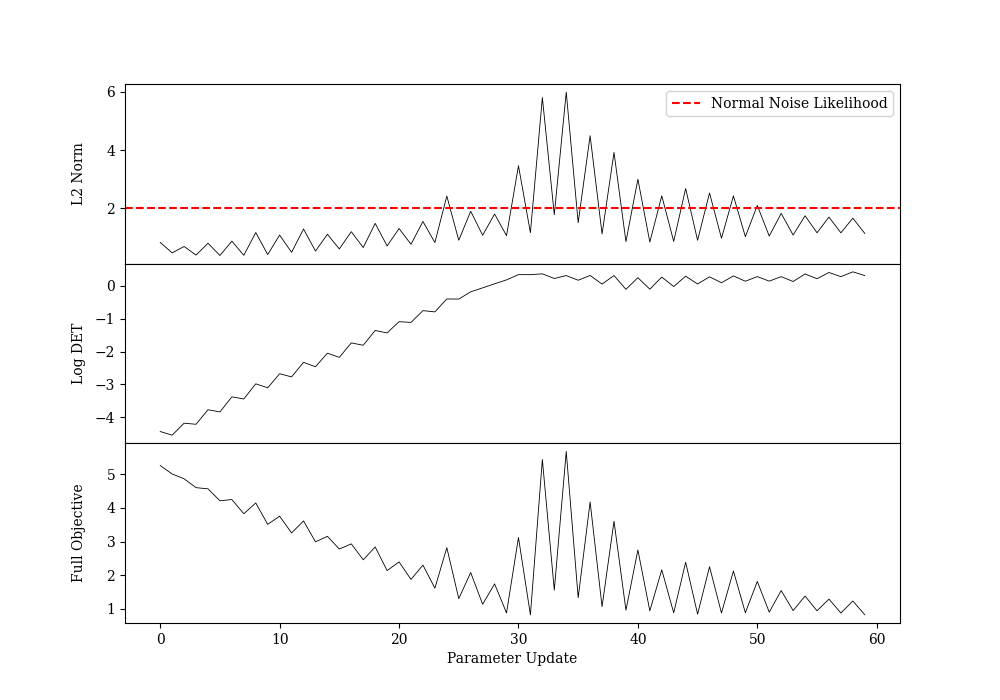 Normal Noise Likelihood
L2 Norm
6
4
2
Log DET
0
−1
−2
−3
−4
Full Objective
5
4
3
2
1
0 10 20 30 40 50 60
Parameter Update